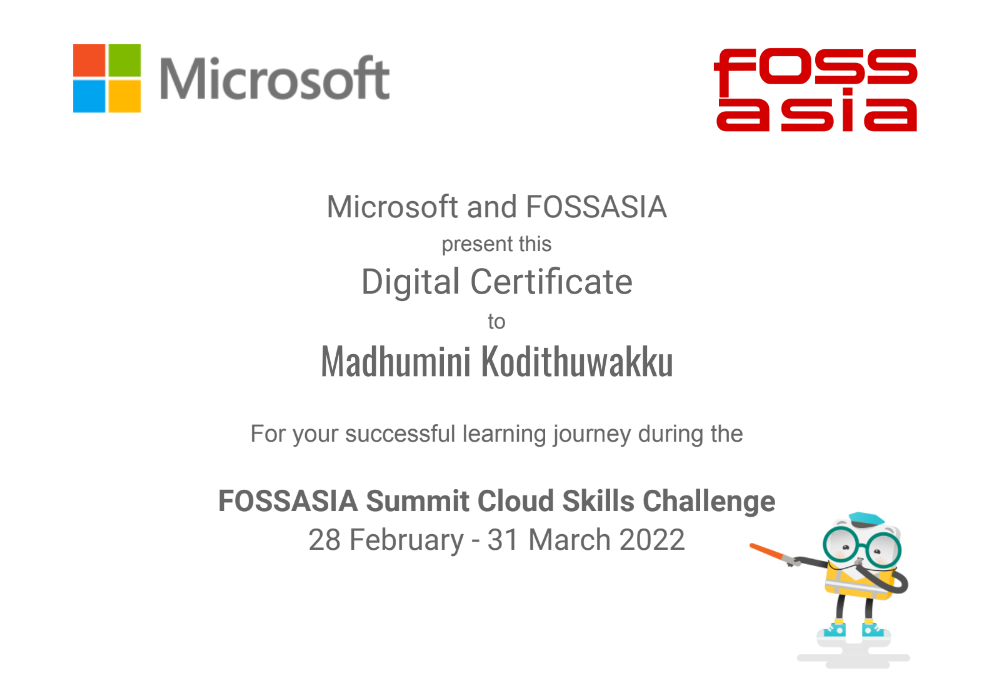 Microsoft
FOSS
asia
Microsoft and FOSSASIA
present this
Digital Certificate
to
Madhumini Kodithuwakku
For your successful learning journey during the
FOSSASIA Summit Cloud Skills Challenge
28 February - 31 March 2022